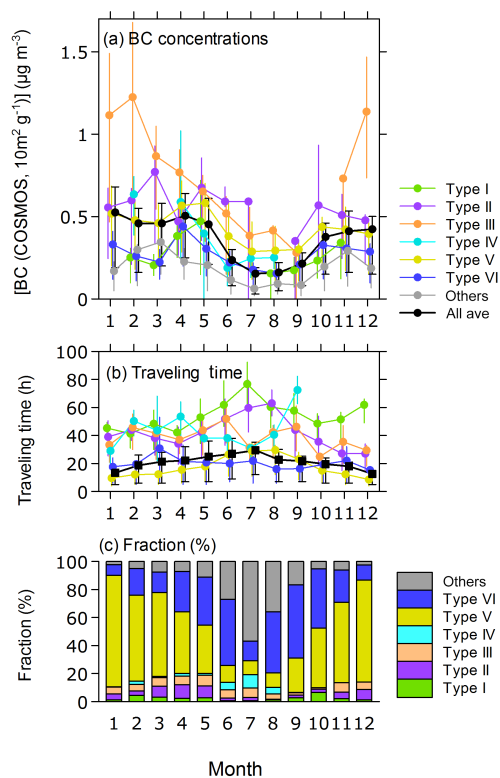 (a) BC concentrations
[BC (COSMOS, 10m² g⁻¹)] (μg m⁻³)
1.5
1
0.5
0
1 2 3 4 5 6 7 8 9 10 11 12
Type I
Type II
Type III
Type IV
Type V
Type VI
Others
All ave
(b) Traveling time
Traveling time (h)
100
80
60
40
20
0
1 2 3 4 5 6 7 8 9 10 11 12
(c) Fraction (%)
Fraction (%)
100
80
60
40
20
0
1 2 3 4 5 6 7 8 9 10 11 12
Others
Type VI
Type V
Type IV
Type III
Type II
Type I
Month